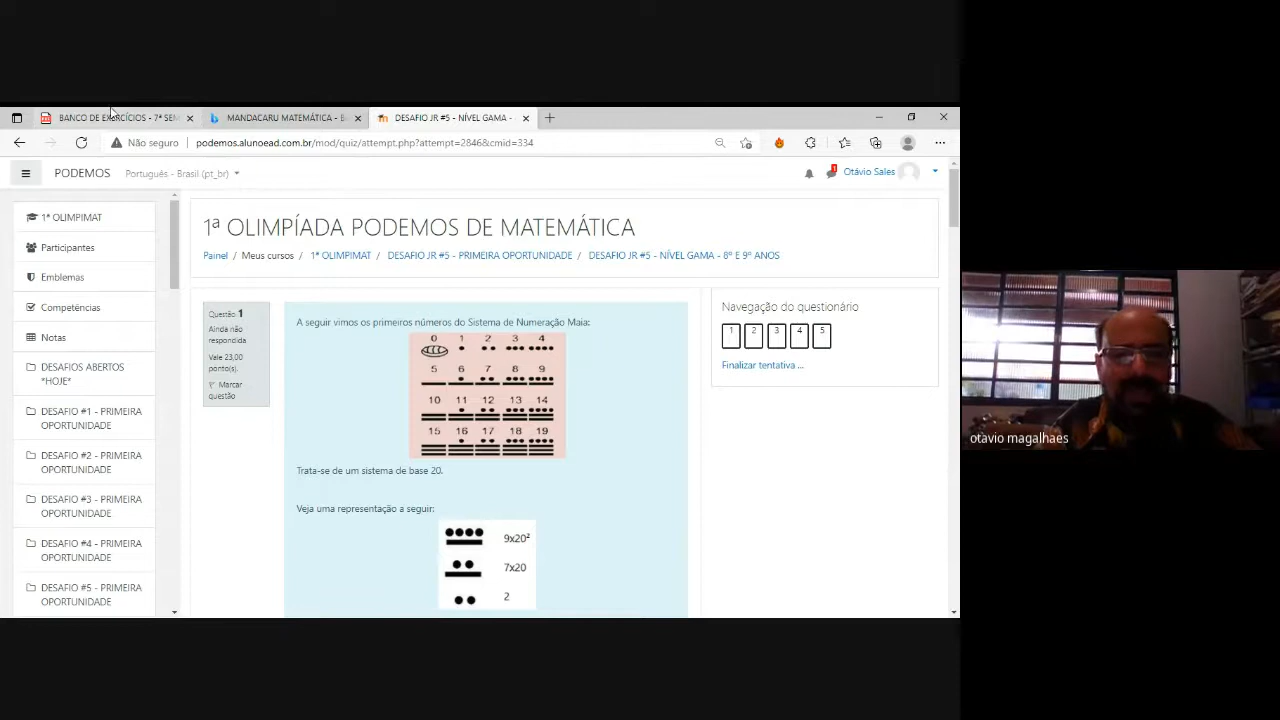 BANCO DE EXERCÍCIOS - 7ª SEM
MANDACARU MATEMÁTICA - B
DESAFIO JR #5 - NÍVEL GAMA -
Não seguro
podemos.alunoead.com.br/mod/quiz/attempt.php?attempt=2846&cmid=334
PODEMOS
Português - Brasil (pt_br)
1
Otávio Sales
1ª OLIMPIMAT
Participantes
Emblemas
Competências
Notas
DESAFIOS ABERTOS
*HOJE*
DESAFIO #1 - PRIMEIRA
OPORTUNIDADE
DESAFIO #2 - PRIMEIRA
OPORTUNIDADE
DESAFIO #3 - PRIMEIRA
OPORTUNIDADE
DESAFIO #4 - PRIMEIRA
OPORTUNIDADE
DESAFIO #5 - PRIMEIRA
OPORTUNIDADE
1ª OLIMPÍADA PODEMOS DE MATEMÁTICA
Painel / Meus cursos / 1ª OLIMPIMAT / DESAFIO JR #5 - PRIMEIRA OPORTUNIDADE / DESAFIO JR #5 - NÍVEL GAMA - 8º E 9º ANOS
Questão 1
Ainda não
respondida
Vale 23,00
ponto(s).
Marcar
questão
A seguir vimos os primeiros números do Sistema de Numeração Maia:
0 1 2 3 4
5 6 7 8 9
10 11 12 13 14
15 16 17 18 19
Trata-se de um sistema de base 20.
Veja uma representação a seguir:
9x20²
7x20
2
Navegação do questionário
1 2 3 4 5
Finalizar tentativa ...
otavio magalhaes